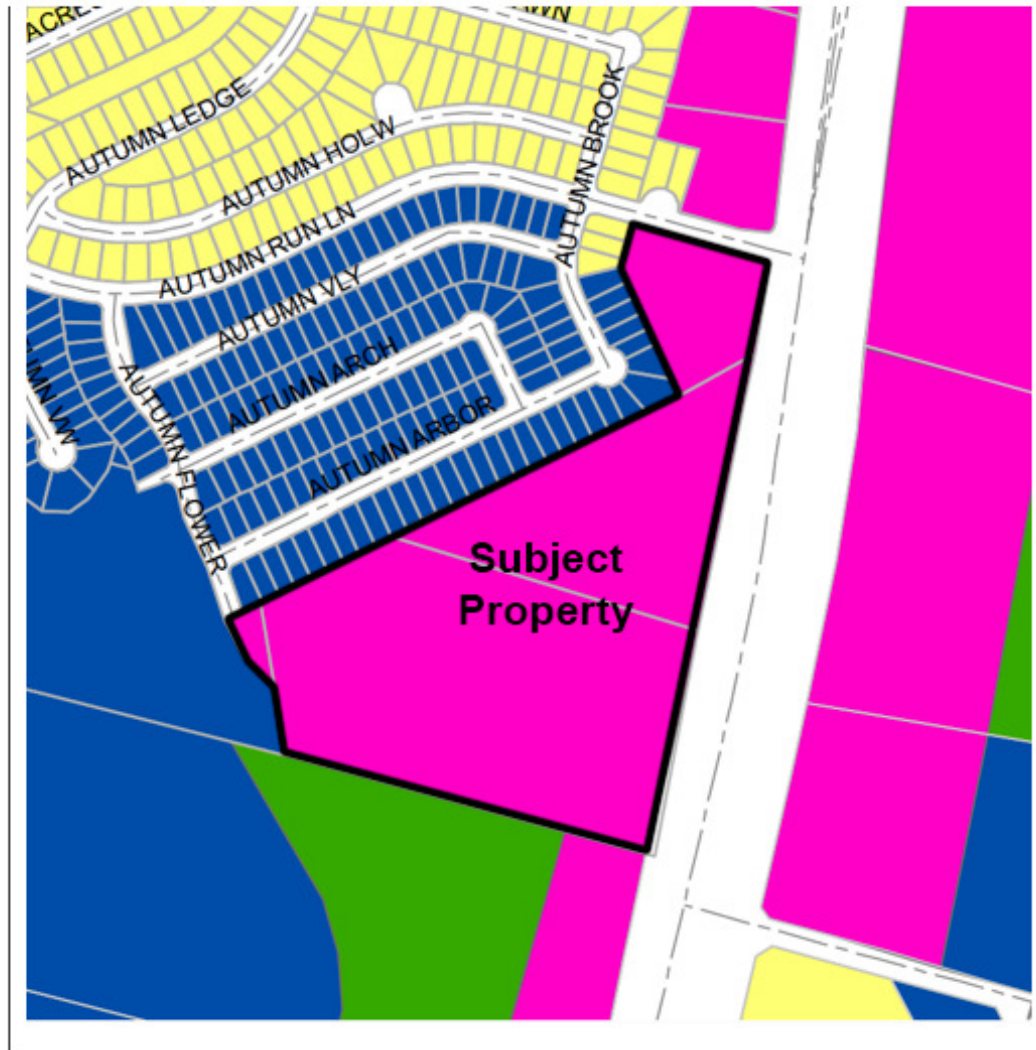 ACRES
AUTUMN LEDGE
AUTUMN HOLW
AUTUMN BROOK
AUTUMN RUN LN
AUTUMN VLY
AUTUMN ARCH
AUTUMN ARBOR
AUTUMN FLOWER
Subject
Property